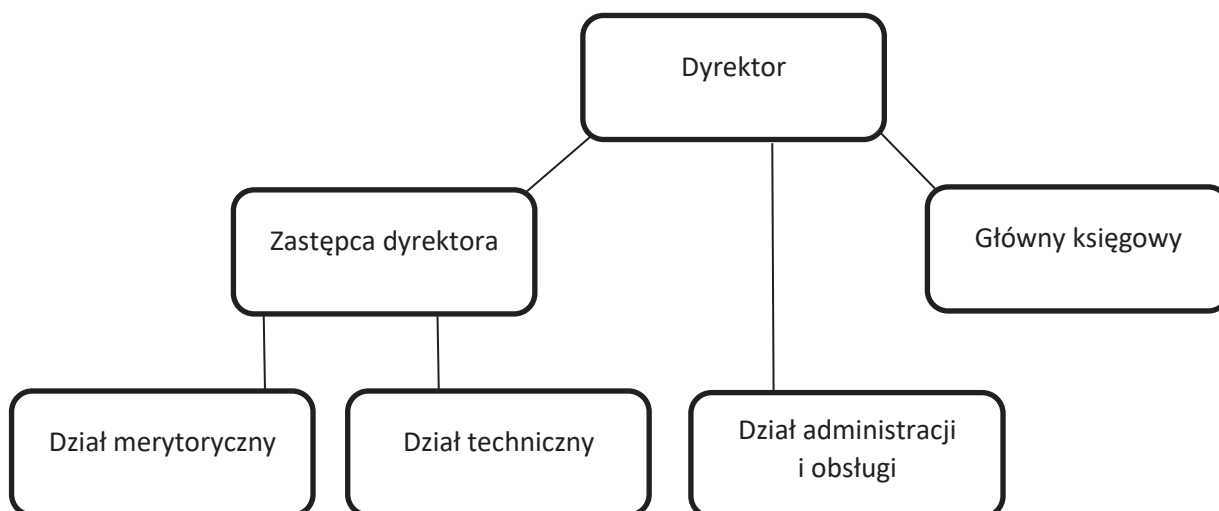 Dyrektor
Zastępca dyrektora
Główny księgowy
Dział merytoryczny
Dział techniczny
Dział administracji
i obsługi